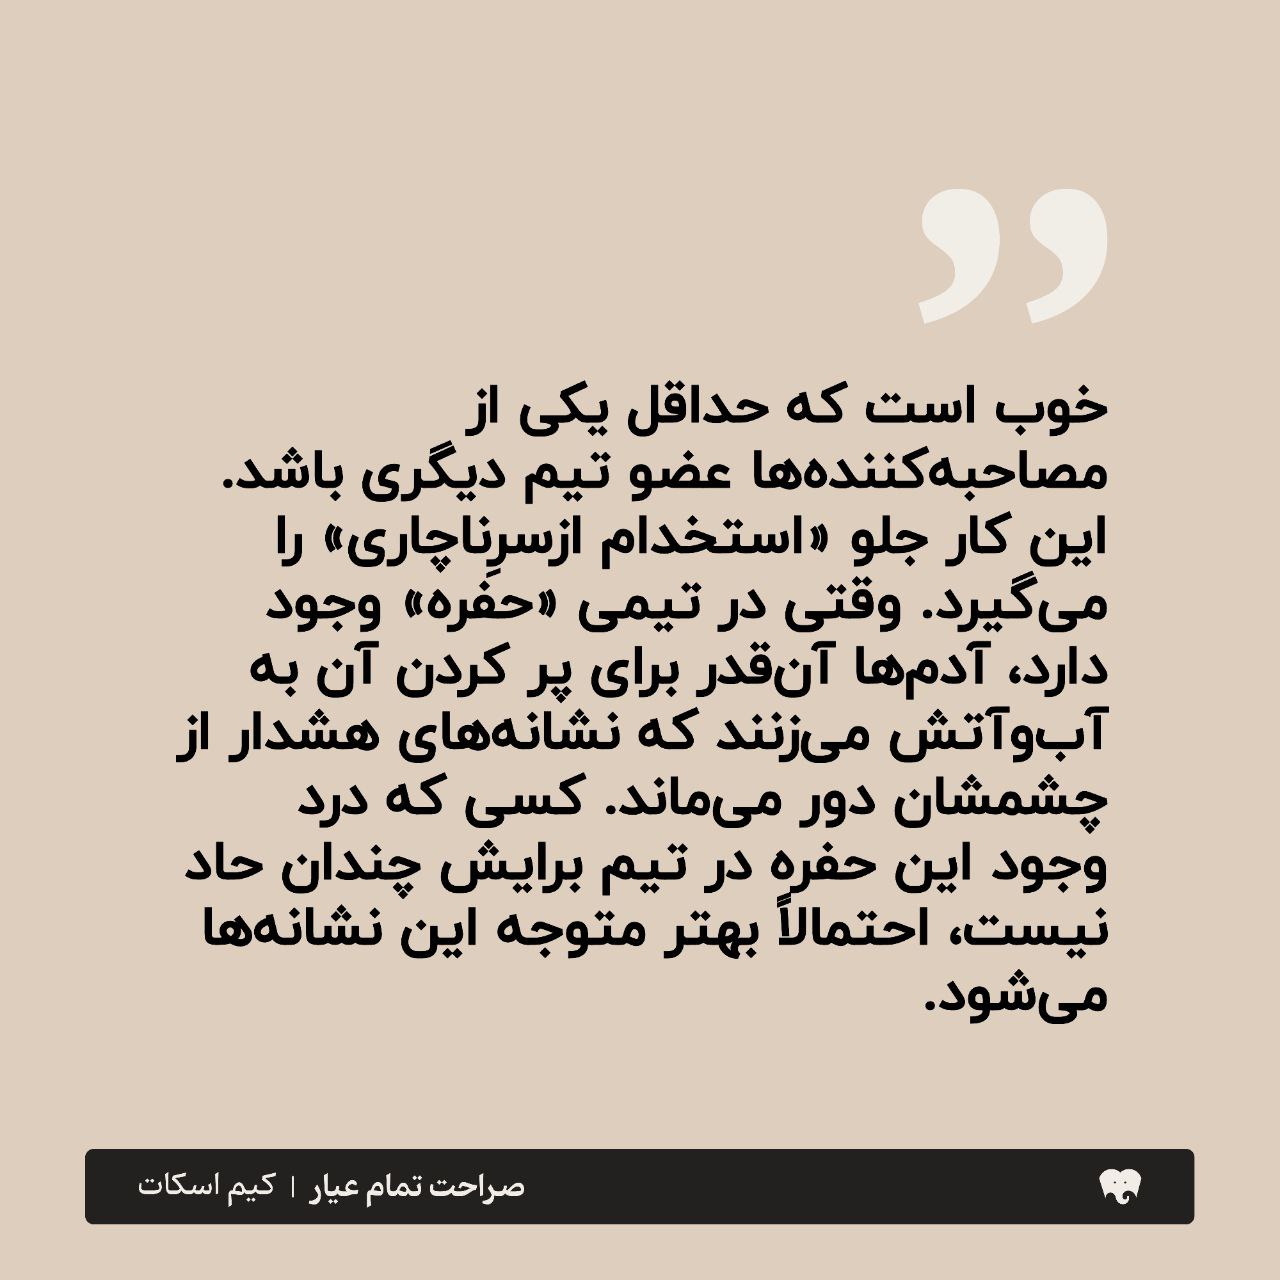 خوب است که حداقل یکی از
مصاحبه‌کننده‌ها عضو تیم دیگری باشد.
این کار جلو «استخدام ازسرِناچاری» را
می‌گیرد. وقتی در تیمی «حفره» وجود
دارد، آدم‌ها آن‌قدر برای پر کردن آن به
آب‌وآتش می‌زنند که نشانه‌های هشدار از
چشمشان دور می‌ماند. کسی که درد
وجود این حفره در تیم برایش چندان حاد
نیست، احتمالاً بهتر متوجه این نشانه‌ها
می‌شود.
صراحت تمام عیار | کیم اسکات